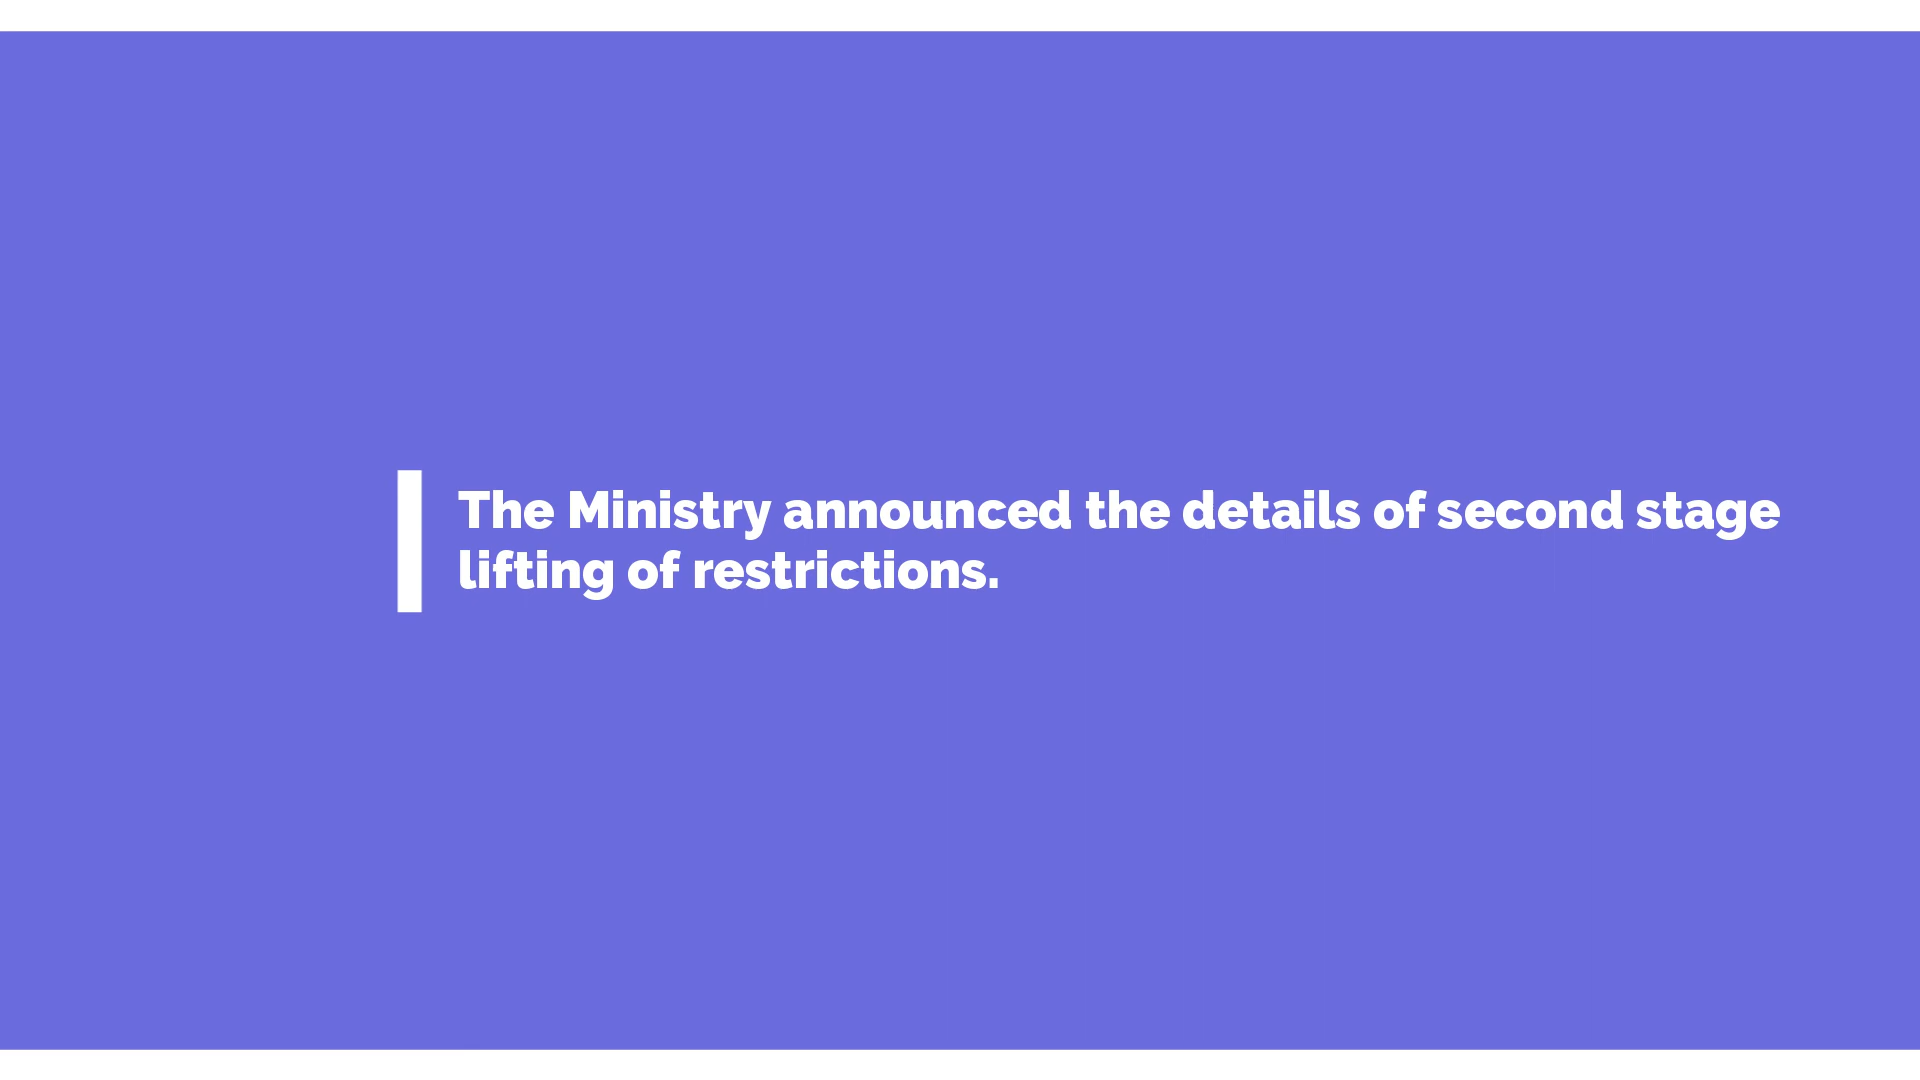 The Ministry announced the details of second stage
lifting of restrictions.